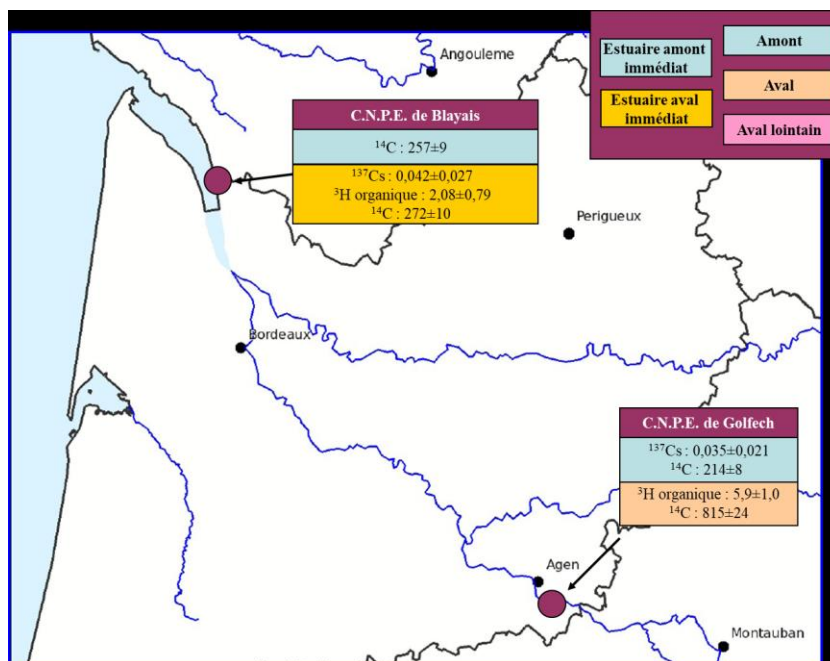 Angouleme
Estuaire amont
immédiat
Amont
Estuaire aval
immédiat
Aval
Aval lointain
C.N.P.E. de Blayais
¹⁴C : 257±9
¹³⁷Cs : 0,042±0,027
³H organique : 2,08±0,79
¹⁴C : 272±10
Perigueux
Bordeaux
C.N.P.E. de Golfech
¹³⁷Cs : 0,035±0,021
¹⁴C : 214±8
³H organique : 5,9±1,0
¹⁴C : 815±24
Agen
Montauban